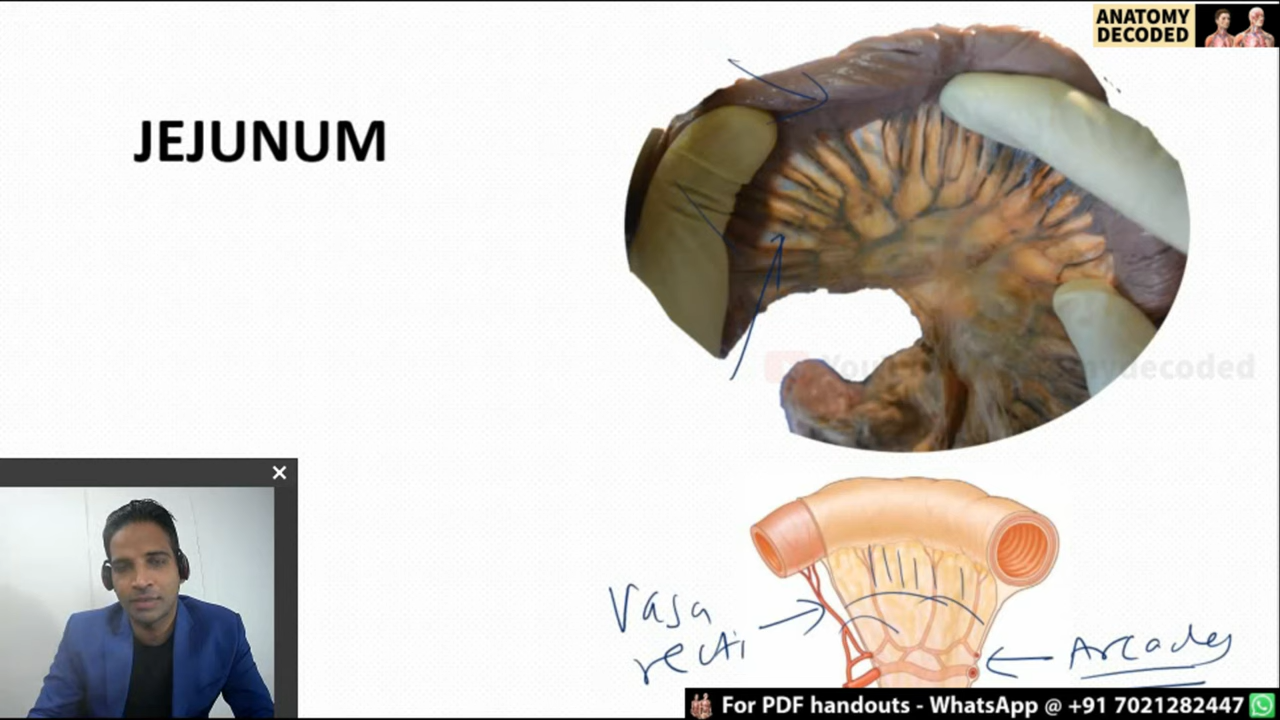 ANATOMY
DECODED
JEJUNUM
Vasa
recti
Arcades
For PDF handouts - WhatsApp @ +91 7021282447